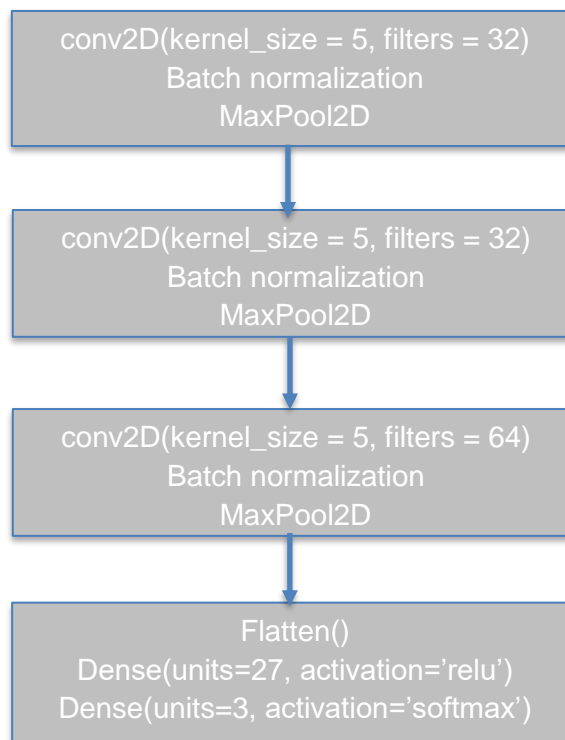 conv2D(kernel_size = 5, filters = 32)
Batch normalization
MaxPool2D
conv2D(kernel_size = 5, filters = 32)
Batch normalization
MaxPool2D
conv2D(kernel_size = 5, filters = 64)
Batch normalization
MaxPool2D
Flatten()
Dense(units=27, activation=’relu’)
Dense(units=3, activation=’softmax’)